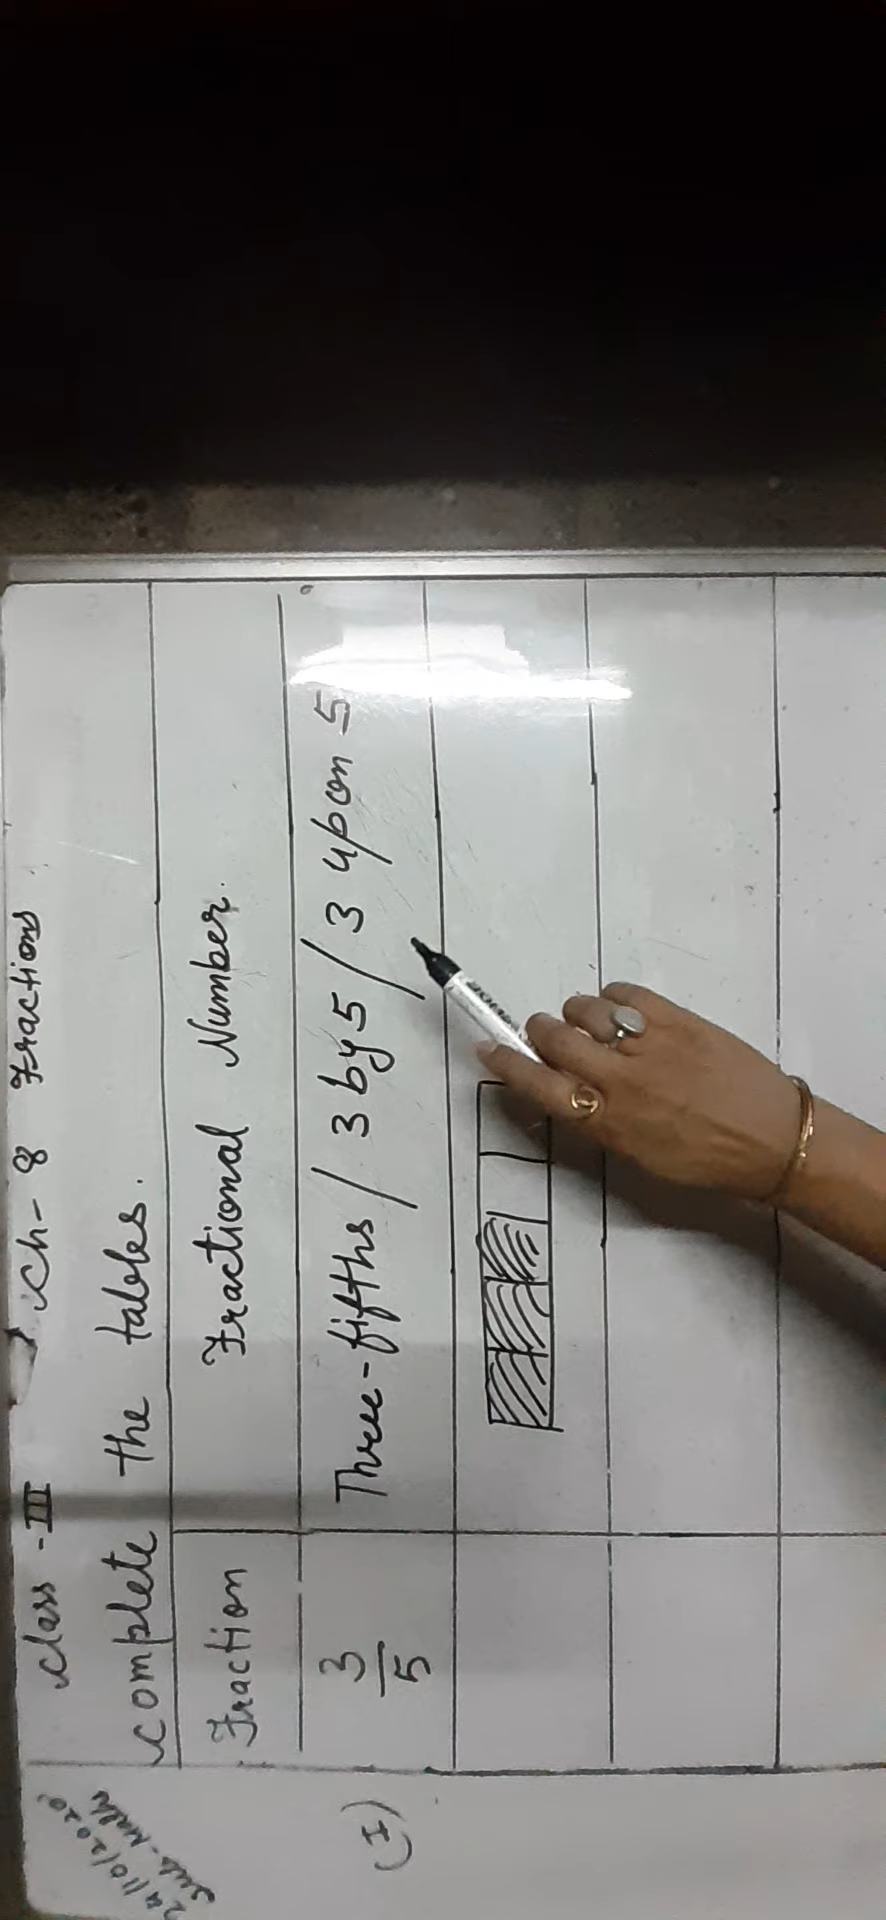 24/10/2020
Sub-Maths
Class - III Ch- 8 Fractions
Complete the tables.
Fraction Fractional Number.
(I) 3/5 Three-fifths / 3 by 5 / 3 upon 5